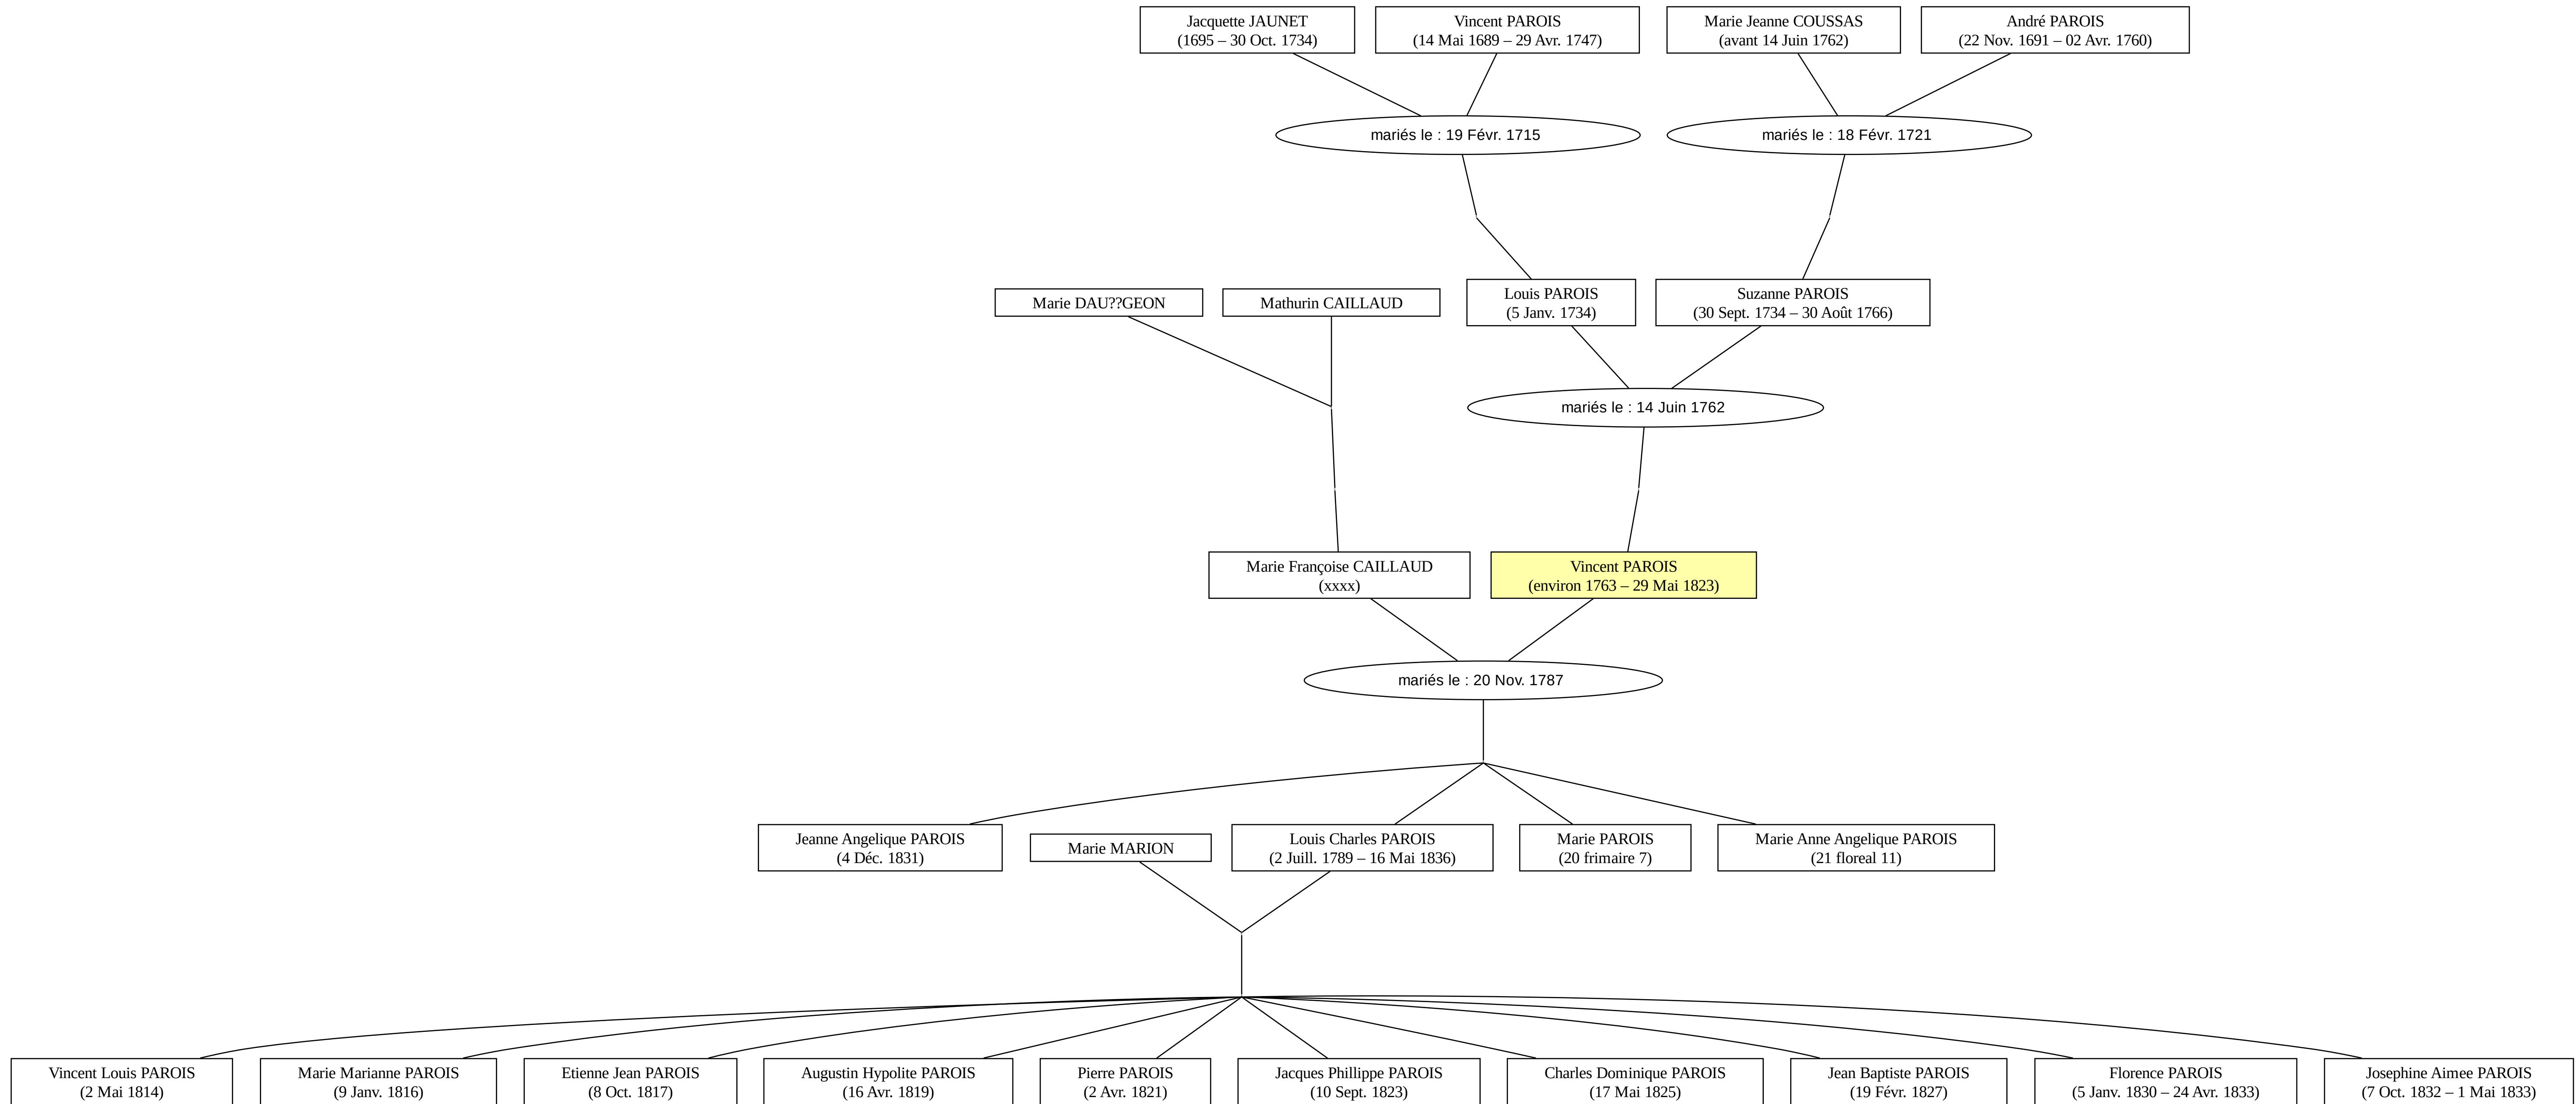 Jacquette JAUNET
(1695 – 30 Oct. 1734)
Vincent PAROIS
(14 Mai 1689 – 29 Avr. 1747)
Marie Jeanne COUSSAS
(avant 14 Juin 1762)
André PAROIS
(22 Nov. 1691 – 02 Avr. 1760)
mariés le : 19 Févr. 1715
mariés le : 18 Févr. 1721
Marie DAU??GEON
Mathurin CAILLAUD
Louis PAROIS
(5 Janv. 1734)
Suzanne PAROIS
(30 Sept. 1734 – 30 Août 1766)
mariés le : 14 Juin 1762
Marie Françoise CAILLAUD
(xxxx)
Vincent PAROIS
(environ 1763 – 29 Mai 1823)
mariés le : 20 Nov. 1787
Jeanne Angelique PAROIS
(4 Déc. 1831)
Marie MARION
Louis Charles PAROIS
(2 Juill. 1789 – 16 Mai 1836)
Marie PAROIS
(20 frimaire 7)
Marie Anne Angelique PAROIS
(21 floreal 11)
Vincent Louis PAROIS
(2 Mai 1814)
Marie Marianne PAROIS
(9 Janv. 1816)
Etienne Jean PAROIS
(8 Oct. 1817)
Augustin Hypolite PAROIS
(16 Avr. 1819)
Pierre PAROIS
(2 Avr. 1821)
Jacques Phillippe PAROIS
(10 Sept. 1823)
Charles Dominique PAROIS
(17 Mai 1825)
Jean Baptiste PAROIS
(19 Févr. 1827)
Florence PAROIS
(5 Janv. 1830 – 24 Avr. 1833)
Josephine Aimee PAROIS
(7 Oct. 1832 – 1 Mai 1833)